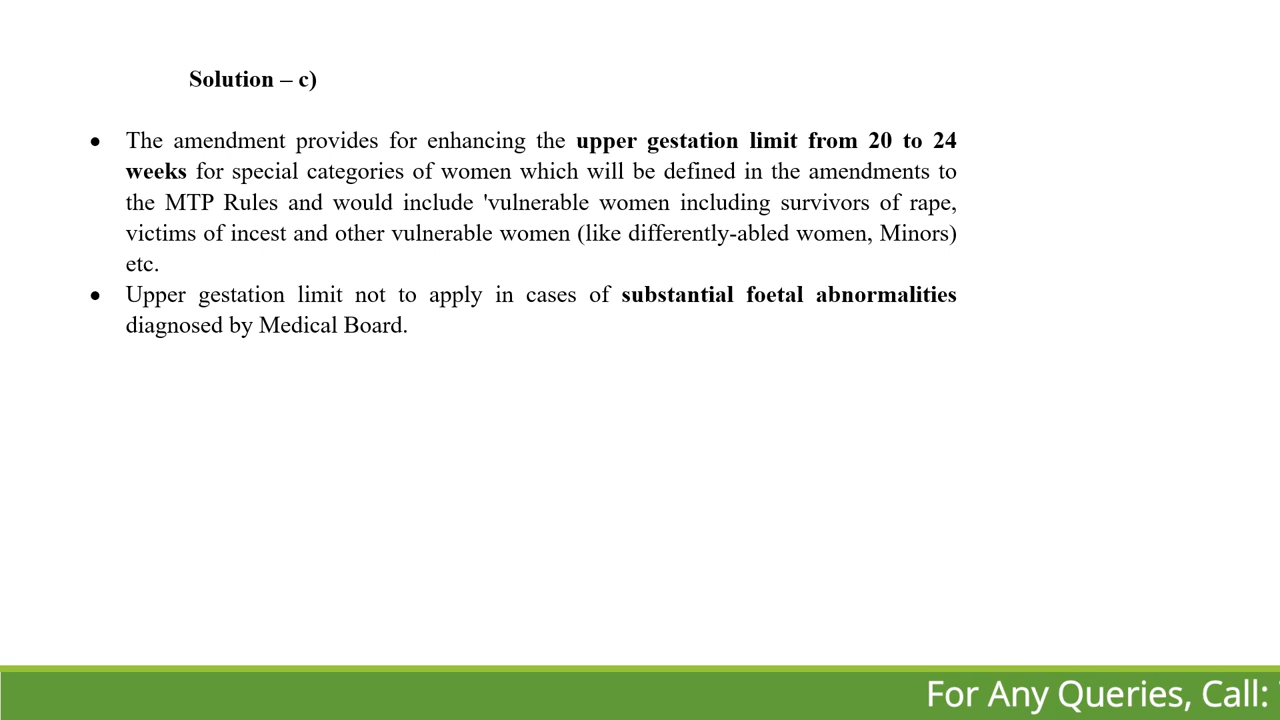 Solution – c)
• The amendment provides for enhancing the upper gestation limit from 20 to 24
weeks for special categories of women which will be defined in the amendments to
the MTP Rules and would include 'vulnerable women including survivors of rape,
victims of incest and other vulnerable women (like differently-abled women, Minors)
etc.
• Upper gestation limit not to apply in cases of substantial foetal abnormalities
diagnosed by Medical Board.
For Any Queries, Call: